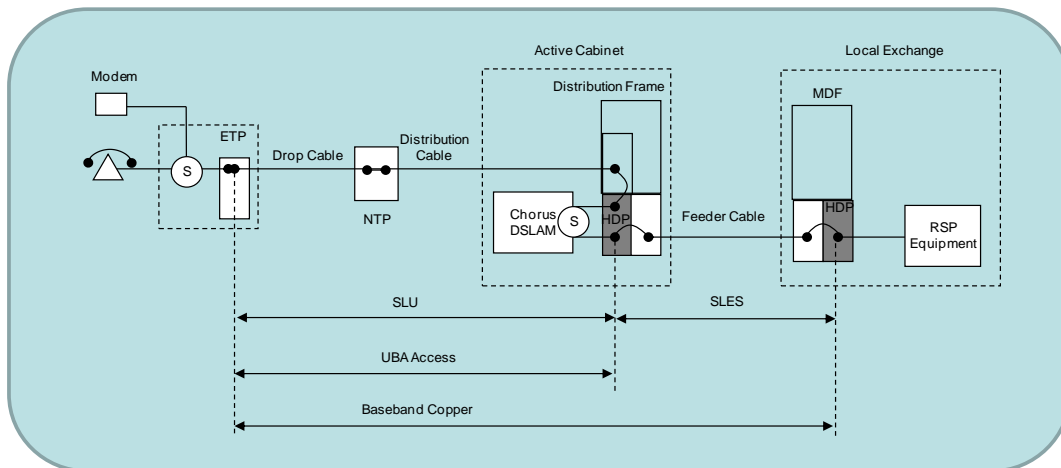 Active Cabinet
Local Exchange
Modem
Distribution Frame
MDF
ETP
Drop Cable
Distribution
Cable
S
NTP
Chorus
DSLAM
S
HDP
Feeder Cable
HDP
RSP
Equipment
SLU
SLES
UBA Access
Baseband Copper